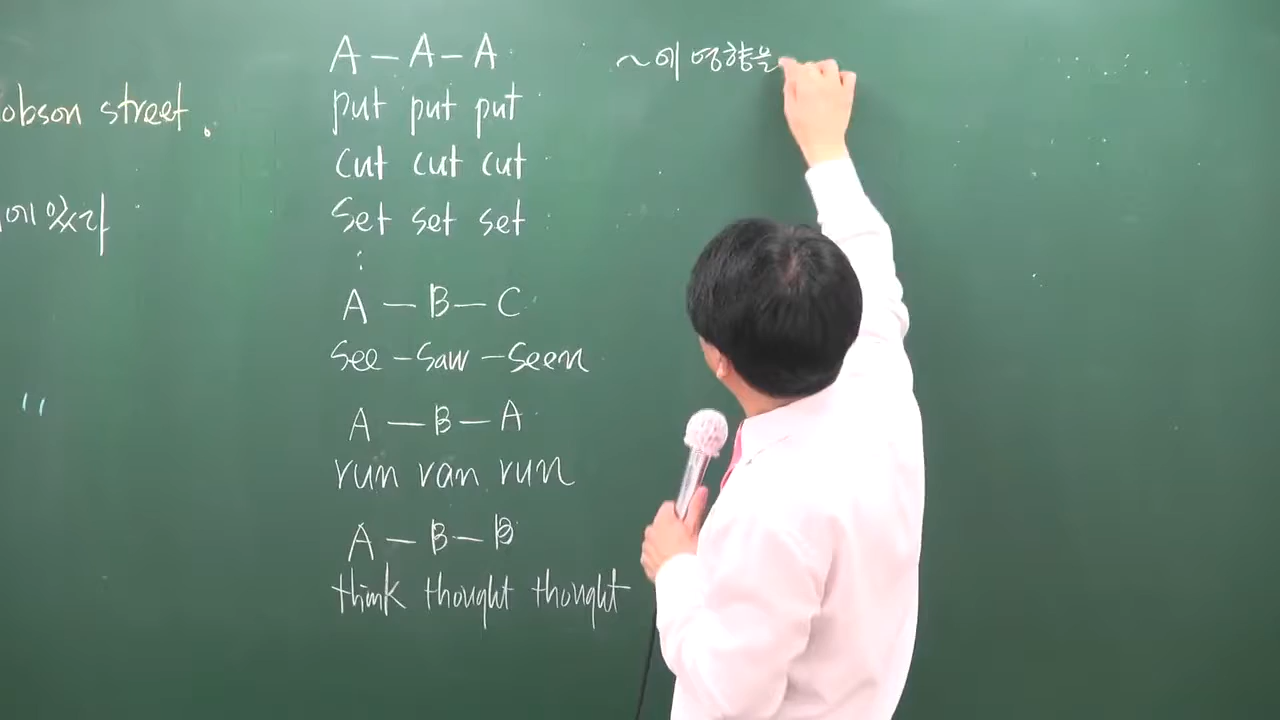 obson street.
에 있다
"
A – A – A
put put put
cut cut cut
set set set
⋮
A – B – C
see – saw – seen
A – B – A
run ran run
A – B – B
think thought thought
~에 영향을